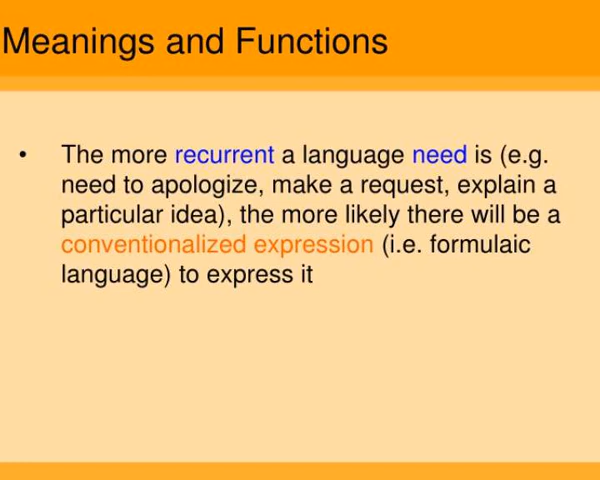 Meanings and Functions
• The more recurrent a language need is (e.g.
need to apologize, make a request, explain a
particular idea), the more likely there will be a
conventionalized expression (i.e. formulaic
language) to express it